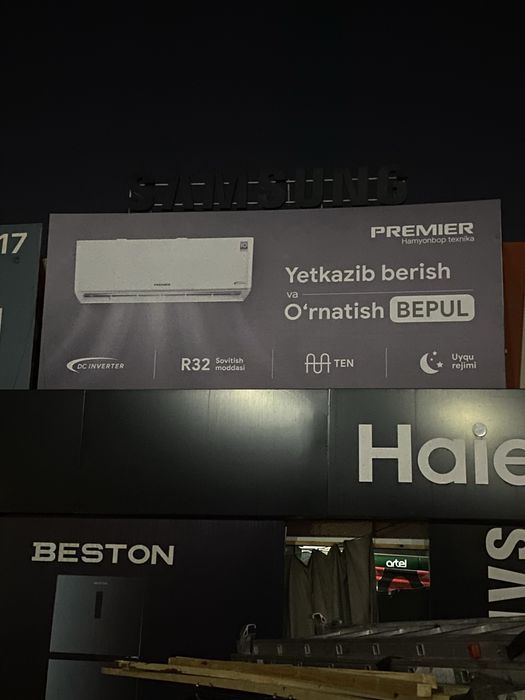 SAMSUNG
17
PREMIER
Hamyonbop texnika
PREMIER
Yetkazib berish
va
O‘rnatish BEPUL
DC INVERTER
R32 Sovitish
moddasi
TEN
Uyqu
rejimi
Haie
BESTON
artel